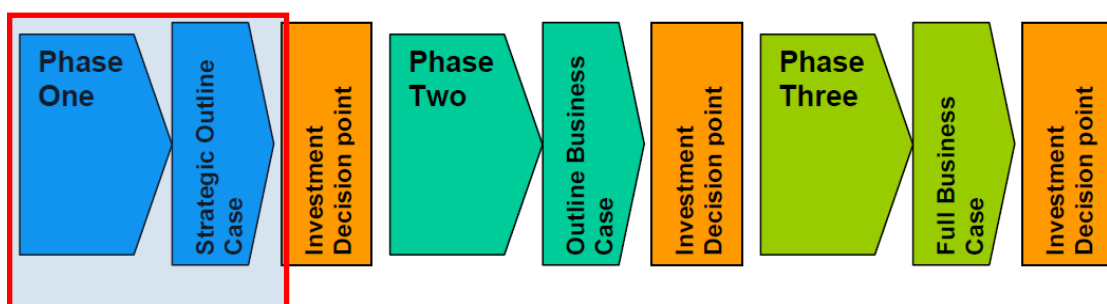 Phase
One
Strategic Outline
Case
Investment
Decision point
Phase
Two
Outline Business
Case
Investment
Decision point
Phase
Three
Full Business
Case
Investment
Decision point